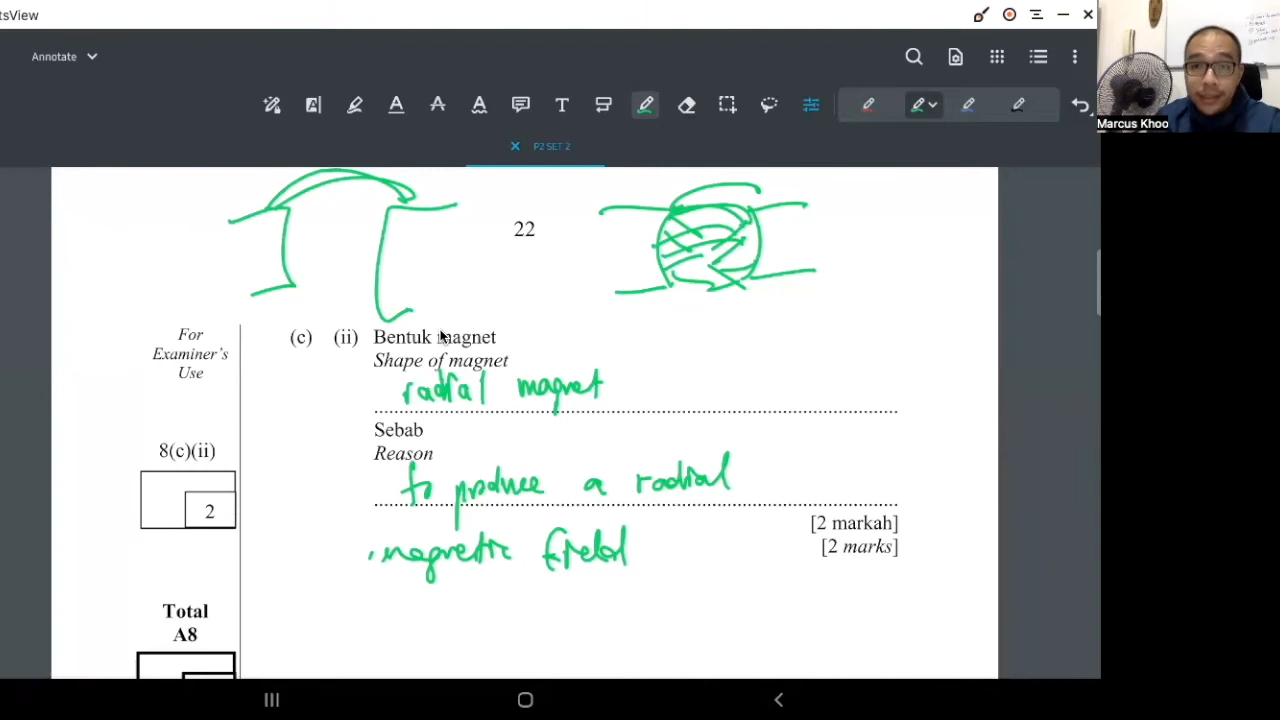 tsView
Annotate
P2 SET 2
Marcus Khoo
22
For
Examiner's
Use
(c) (ii) Bentuk magnet
Shape of magnet
radial magnet
Sebab
Reason
8(c)(ii)
to produce a radial
2
[2 markah]
magnetic field
[2 marks]
Total
A8